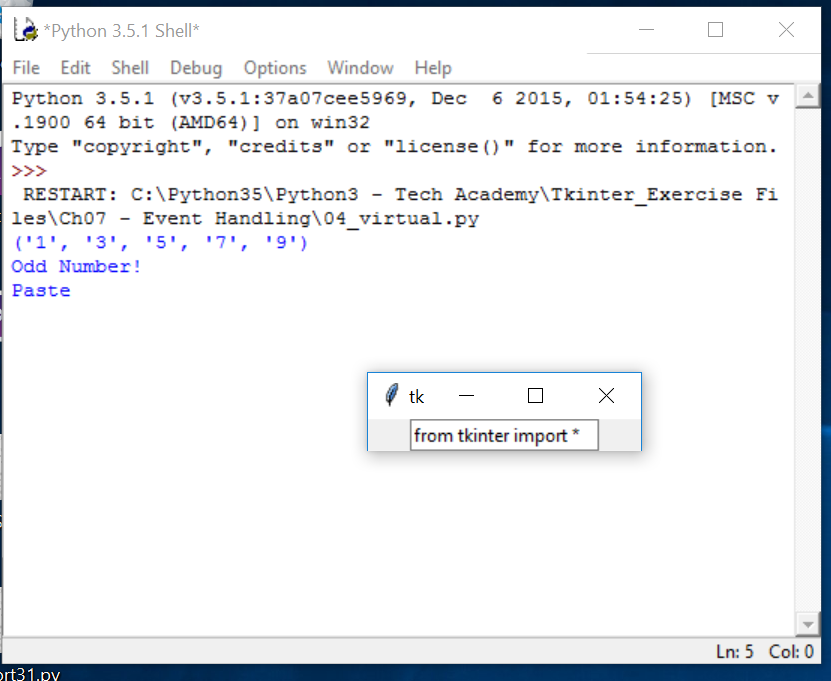 *Python 3.5.1 Shell*
File Edit Shell Debug Options Window Help
Python 3.5.1 (v3.5.1:37a07cee5969, Dec  6 2015, 01:54:25) [MSC v
.1900 64 bit (AMD64)] on win32
Type "copyright", "credits" or "license()" for more information.
>>>
 RESTART: C:\Python35\Python3 - Tech Academy\Tkinter_Exercise Fi
les\Ch07 - Event Handling\04_virtual.py
('1', '3', '5', '7', '9')
Odd Number!
Paste
tk
from tkinter import *
Ln: 5 Col: 0
ort31.py